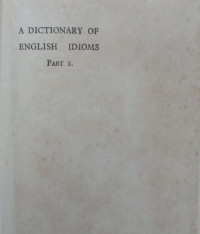 A DICTIONARY OF
ENGLISH IDIOMS
PART I.